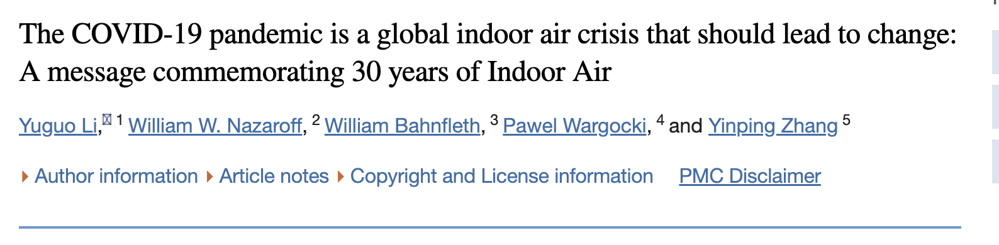 The COVID-19 pandemic is a global indoor air crisis that should lead to change:
A message commemorating 30 years of Indoor Air
Yuguo Li, 1 William W. Nazaroff, 2 William Bahnfleth, 3 Pawel Wargocki, 4 and Yinping Zhang 5
Author information Article notes Copyright and License information PMC Disclaimer